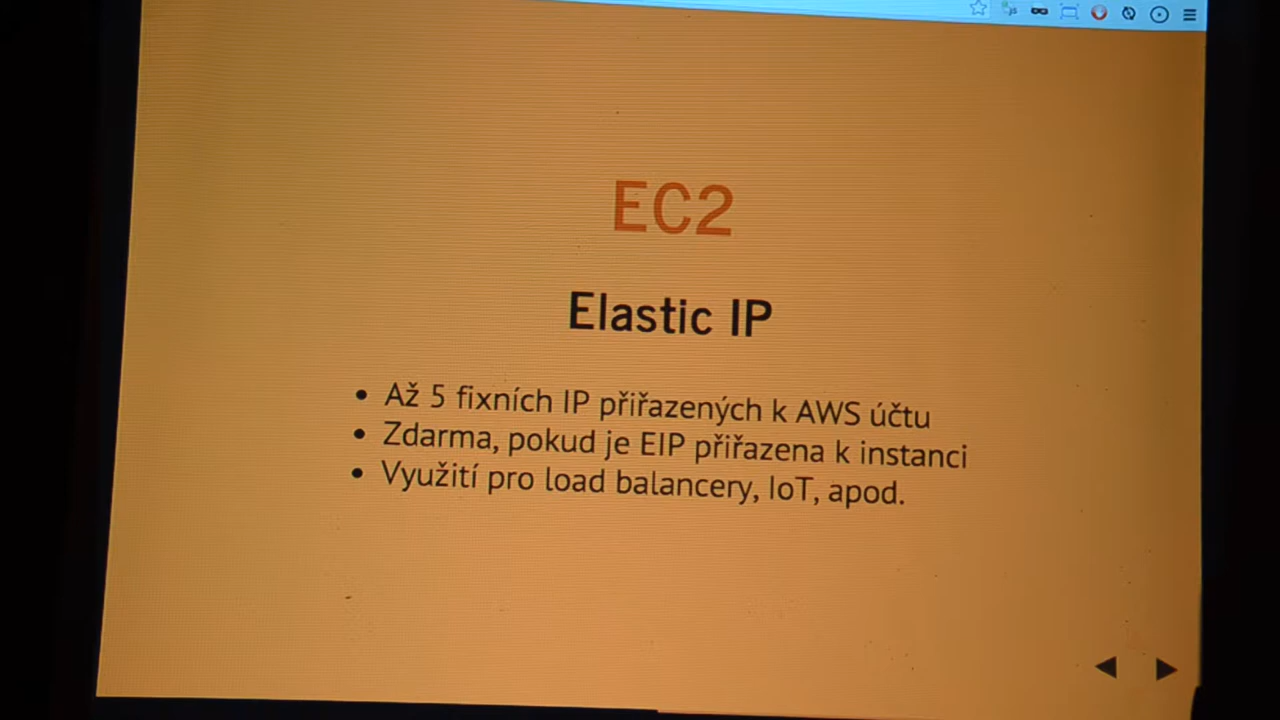 EC2
Elastic IP
• Až 5 fixních IP přiřazených k AWS účtu
• Zdarma, pokud je EIP přiřazena k instanci
• Využití pro load balancery, IoT, apod.